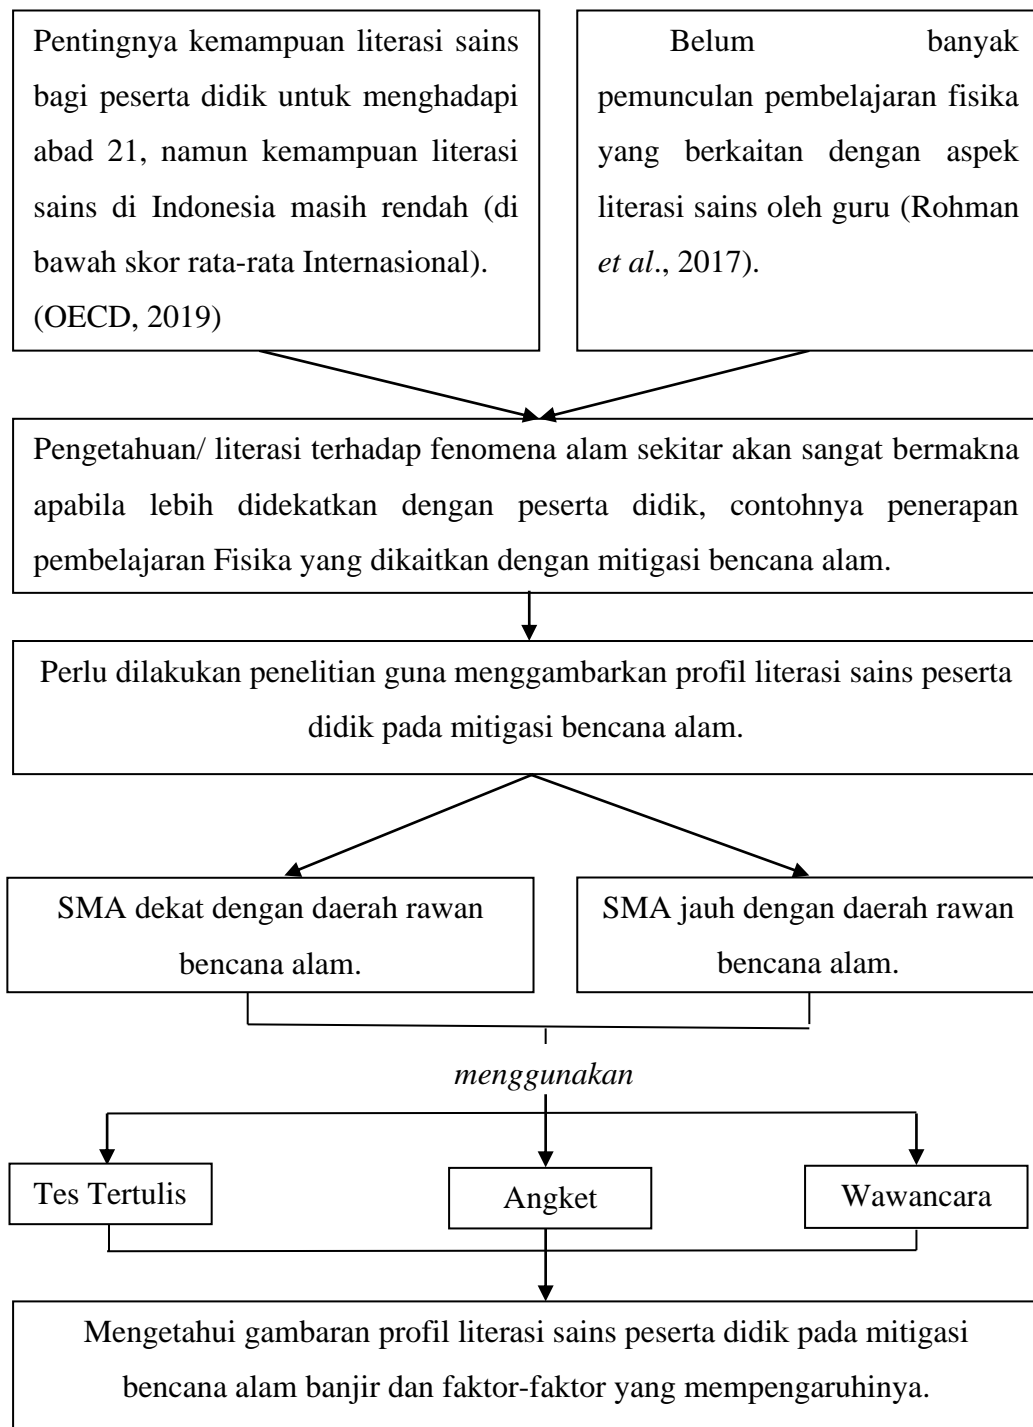 Pentingnya kemampuan literasi sains
bagi peserta didik untuk menghadapi
abad 21, namun kemampuan literasi
sains di Indonesia masih rendah (di
bawah skor rata-rata Internasional).
(OECD, 2019)
Belum banyak
pemunculan pembelajaran fisika
yang berkaitan dengan aspek
literasi sains oleh guru (Rohman
et al., 2017).
Pengetahuan/ literasi terhadap fenomena alam sekitar akan sangat bermakna
apabila lebih didekatkan dengan peserta didik, contohnya penerapan
pembelajaran Fisika yang dikaitkan dengan mitigasi bencana alam.
Perlu dilakukan penelitian guna menggambarkan profil literasi sains peserta
didik pada mitigasi bencana alam.
SMA dekat dengan daerah rawan
bencana alam.
SMA jauh dengan daerah rawan
bencana alam.
menggunakan
Tes Tertulis
Angket
Wawancara
Mengetahui gambaran profil literasi sains peserta didik pada mitigasi
bencana alam banjir dan faktor-faktor yang mempengaruhinya.